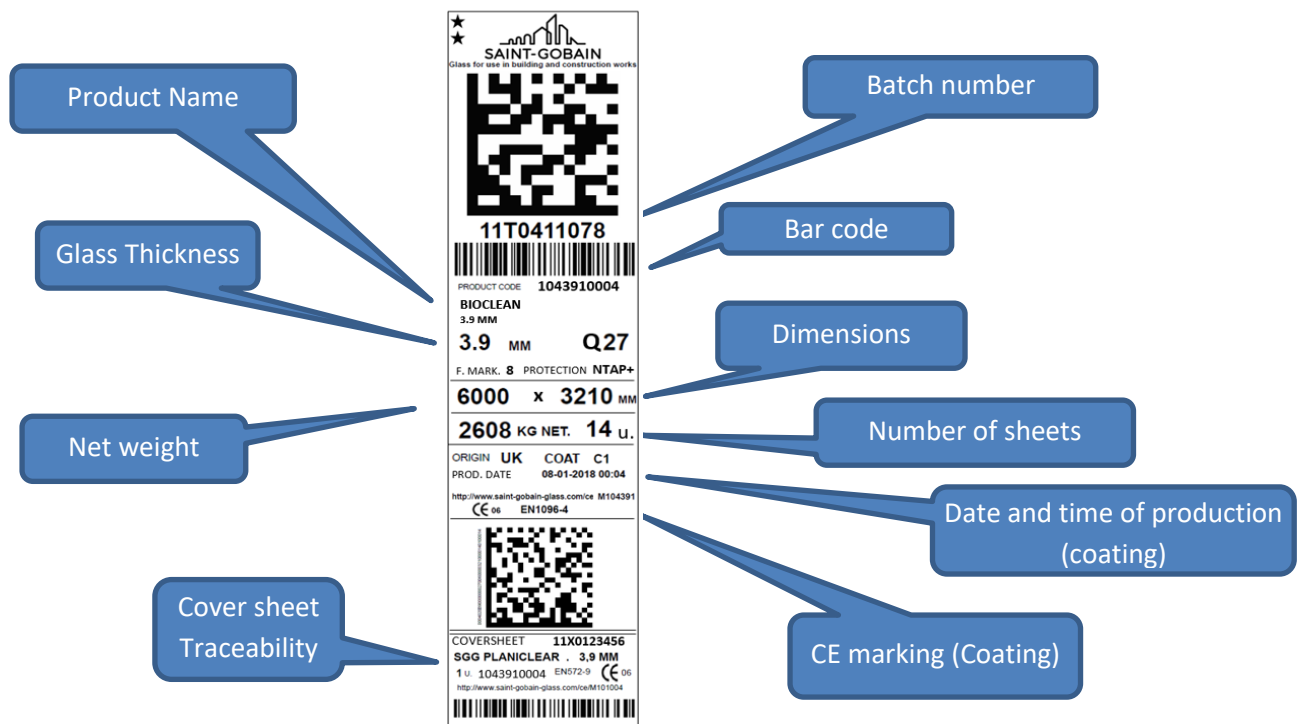 SAINT-GOBAIN
Glass for use in building and construction works
Product Name
Batch number
11T0411078
Glass Thickness
Bar code
PRODUCT CODE 1043910004
BIOCLEAN
3.9 MM
3.9 MM Q27
Dimensions
F. MARK. 8 PROTECTION NTAP+
6000 x 3210 MM
Net weight
2608 KG NET. 14 u.
Number of sheets
ORIGIN UK COAT C1
PROD. DATE 08-01-2018 00:04
Date and time of production
(coating)
http://www.saint-gobain-glass.com/ce M104391
CE 06 EN1096-4
Cover sheet
Traceability
CE marking (Coating)
COVERSHEET 11X0123456
SGG PLANICLEAR . 3,9 MM
1 u. 1043910004 EN572-9 CE 06
http://www.saint-gobain-glass.com/ce/M101004